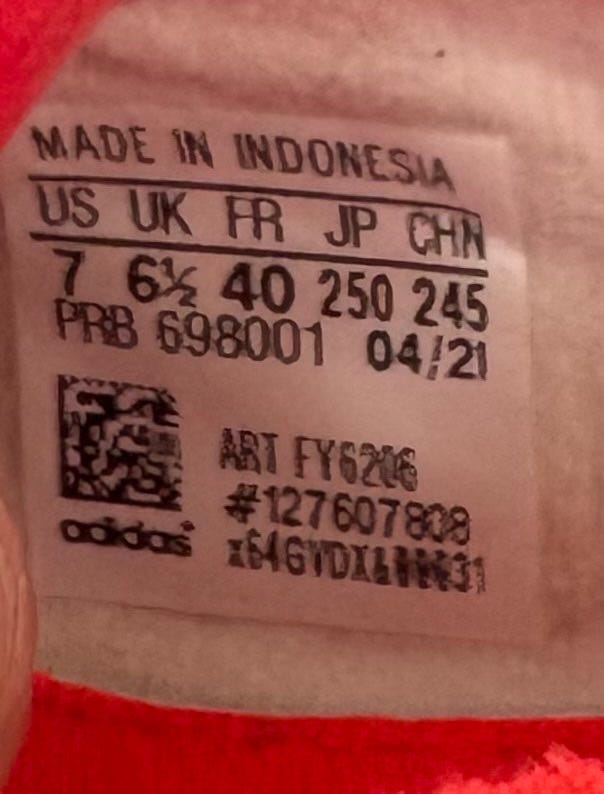 MADE IN INDONESIA
US UK FR JP CHN
7 6½ 40 250 245
PRB 698001 04/21
ART FY6206
#127607808
adidas